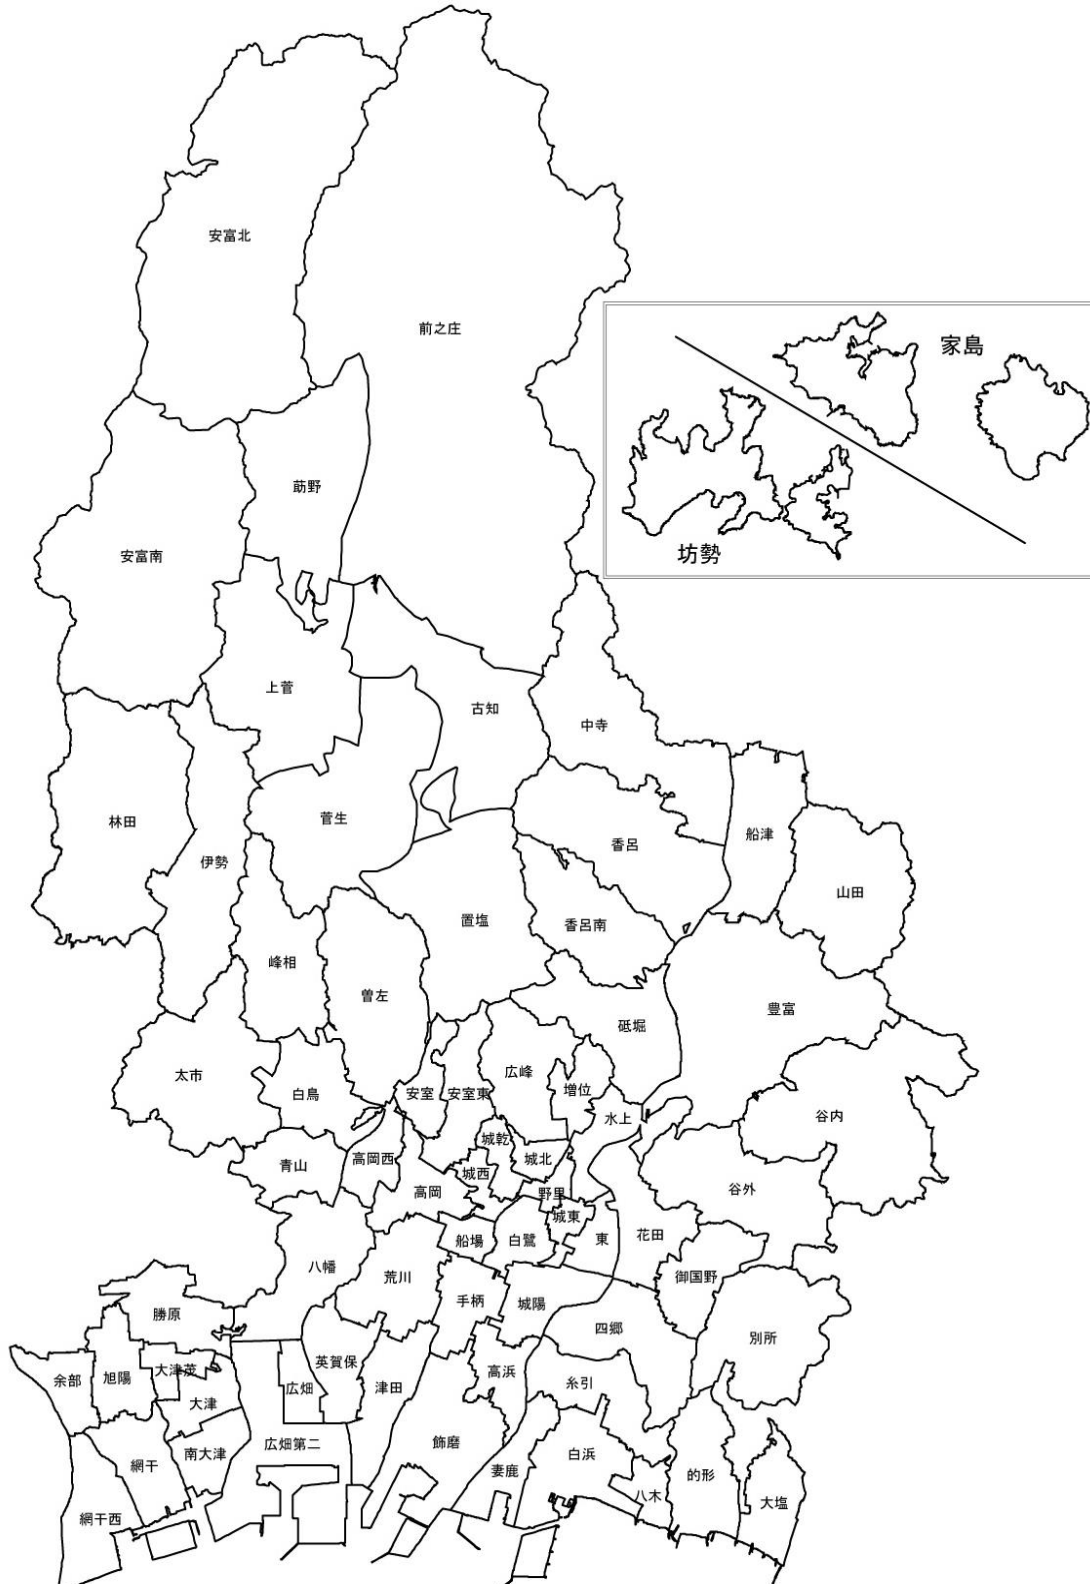 安富北
前之庄
家島
坊勢
莇野
安富南
上菅
古知
中寺
林田
菅生
伊勢
香呂
船津
山田
置塩
香呂南
峰相
曽左
豊富
砥堀
太市
白鳥
安室
安室東
広峰
増位
水上
谷内
城乾
城北
青山
高岡西
城西
高岡
野里
谷外
城東
船場
白鷺
東
花田
八幡
荒川
御国野
手柄
城陽
勝原
四郷
別所
余部
旭陽
大津茂
英賀保
広畑
津田
高浜
糸引
大津
飾磨
広畑第二
南大津
網干
妻鹿
白浜
八木
的形
大塩
網干西